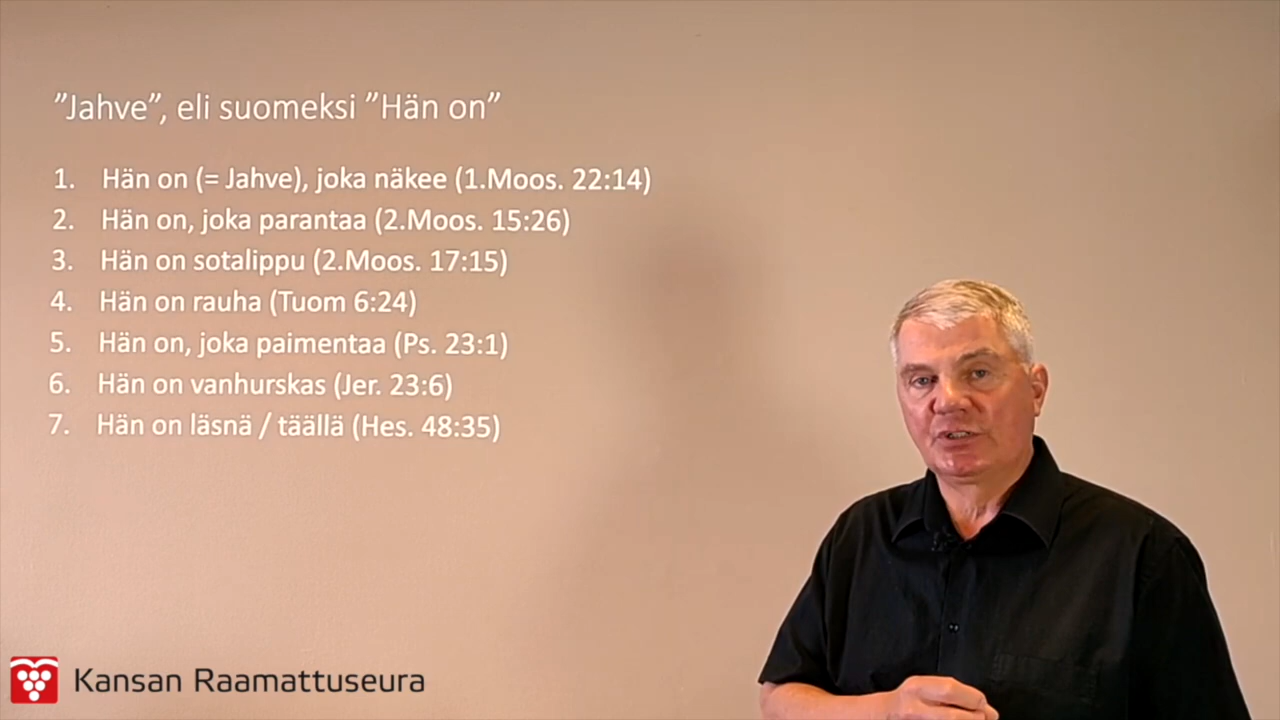 ”Jahve”, eli suomeksi ”Hän on”
1. Hän on (= Jahve), joka näkee (1.Moos. 22:14)
2. Hän on, joka parantaa (2.Moos. 15:26)
3. Hän on sotalippu (2.Moos. 17:15)
4. Hän on rauha (Tuom 6:24)
5. Hän on, joka paimentaa (Ps. 23:1)
6. Hän on vanhurskas (Jer. 23:6)
7. Hän on läsnä / täällä (Hes. 48:35)
Kansan Raamattuseura